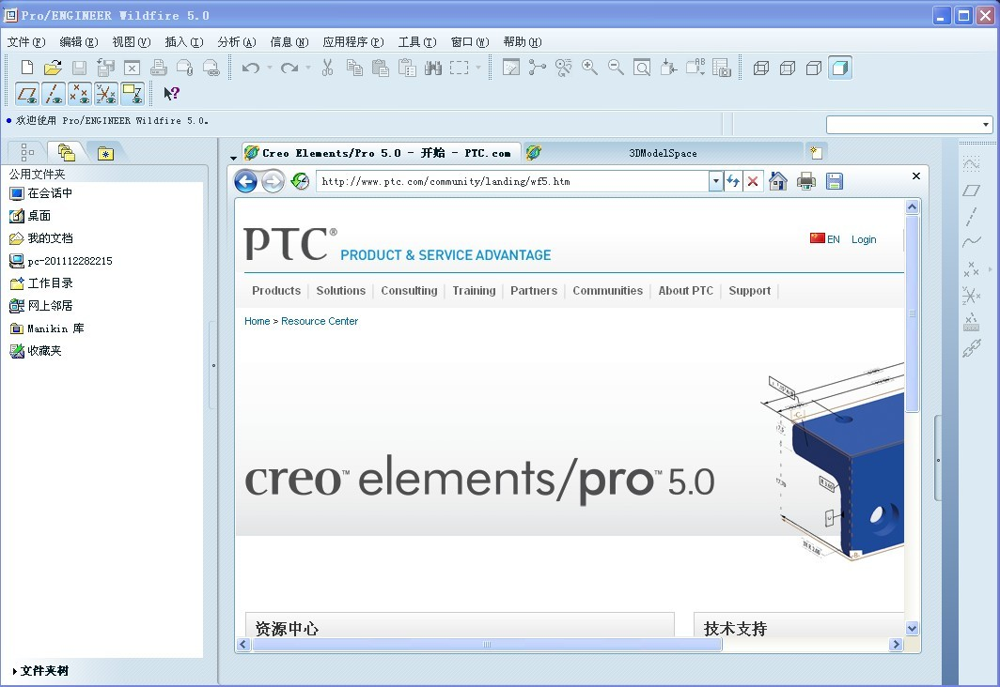 Pro/ENGINEER Wildfire 5.0
文件(F) 编辑(E) 视图(V) 插入(I) 分析(A) 信息(N) 应用程序(P) 工具(T) 窗口(W) 帮助(H)
欢迎使用 Pro/ENGINEER Wildfire 5.0。
Creo Elements/Pro 5.0 - 开始 - PTC.com
3DModelSpace
公用文件夹
在会话中
桌面
我的文档
pc-201112282215
工作目录
网上邻居
Manikin 库
收藏夹
文件夹树
http://www.ptc.com/community/landing/wf5.htm
PTC® PRODUCT & SERVICE ADVANTAGE
EN Login
Products Solutions Consulting Training Partners Communities About PTC Support
Home > Resource Center
creo™ elements/pro™ 5.0
资源中心
技术支持